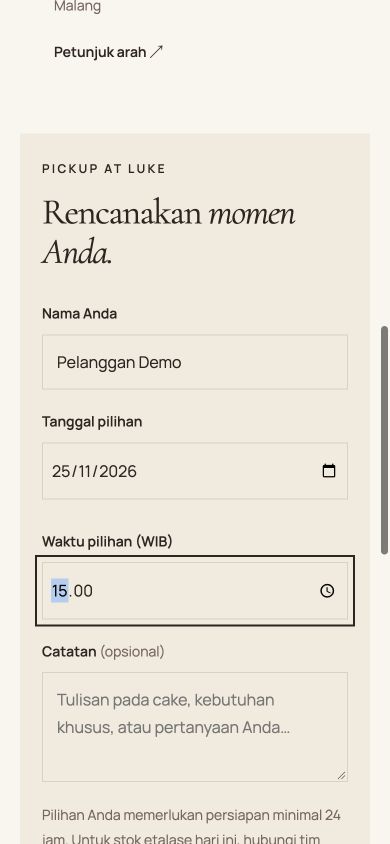 Malang
Petunjuk arah ↗
PICKUP AT LUKE
Rencanakan momen
Anda.
Nama Anda
Pelanggan Demo
Tanggal pilihan
25/11/2026
Waktu pilihan (WIB)
15.00
Catatan (opsional)
Tulisan pada cake, kebutuhan
khusus, atau pertanyaan Anda...
Pilihan Anda memerlukan persiapan minimal 24
jam. Untuk stok etalase hari ini, hubungi tim